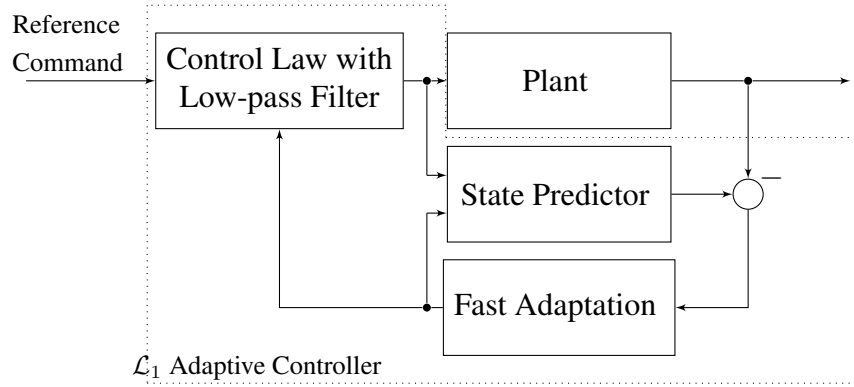 Reference
Command
Control Law with
Low-pass Filter
Plant
State Predictor
−
Fast Adaptation
ℒ₁ Adaptive Controller